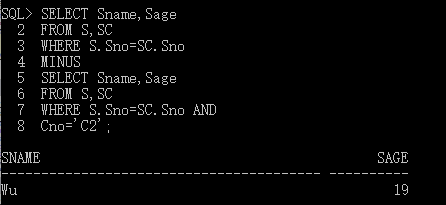 SQL> SELECT Sname,Sage
2 FROM S,SC
3 WHERE S.Sno=SC.Sno
4 MINUS
5 SELECT Sname,Sage
6 FROM S,SC
7 WHERE S.Sno=SC.Sno AND
8 Cno='C2';
SNAME SAGE
---------------------------------------- ----------
Wu 19